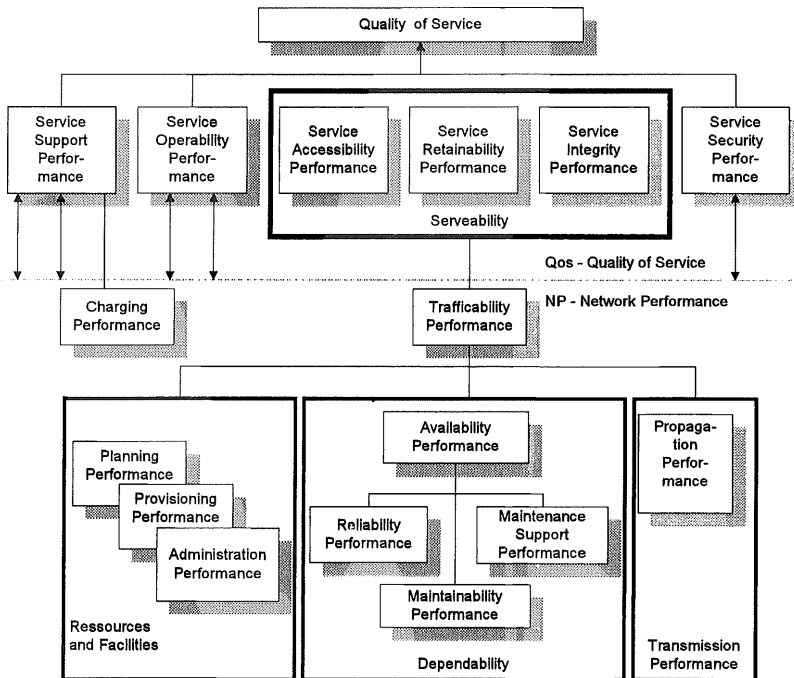 Quality of Service
Service
Support
Perfor-
mance
Service
Operability
Perfor-
mance
Service
Accessibility
Performance
Service
Retainability
Performance
Service
Integrity
Performance
Service
Security
Perfor-
mance
Serveability
Qos - Quality of Service
NP - Network Performance
Charging
Performance
Trafficability
Performance
Planning
Performance
Provisioning
Performance
Administration
Performance
Ressources
and Facilities
Availability
Performance
Reliability
Performance
Maintenance
Support
Performance
Maintainability
Performance
Dependability
Propaga-
tion
Perfor-
mance
Transmission
Performance